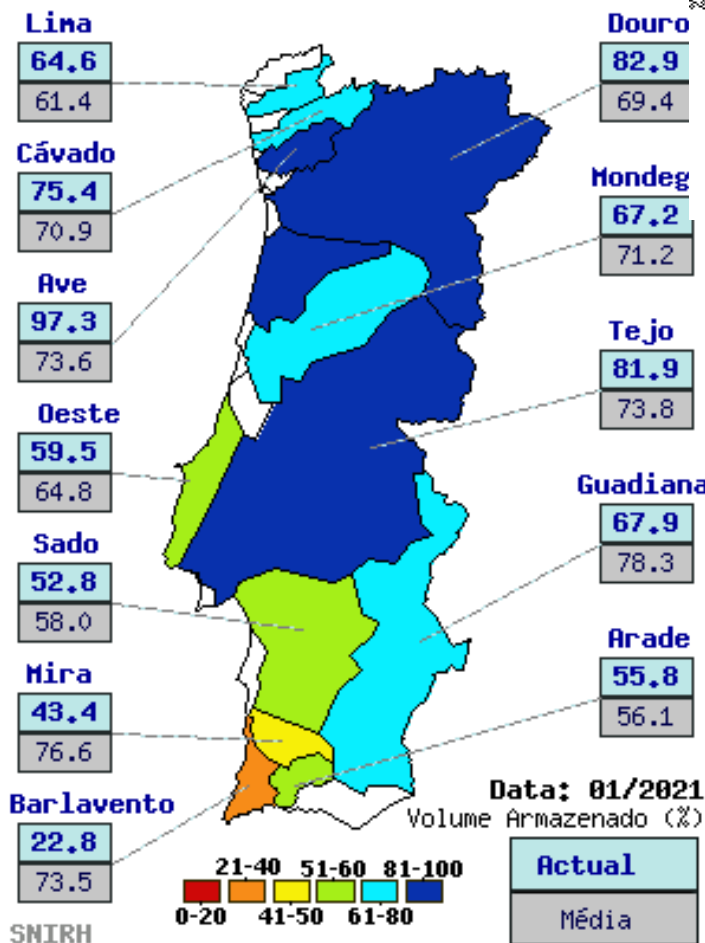 Lima
64.6
61.4
Cávado
75.4
70.9
Ave
97.3
73.6
Oeste
59.5
64.8
Sado
52.8
58.0
Mira
43.4
76.6
Barlavento
22.8
73.5
SNIRH
Douro
82.9
69.4
Mondeg
67.2
71.2
Tejo
81.9
73.8
Guadiana
67.9
78.3
Arade
55.8
56.1
Data: 01/2021
Volume Armazenado (%)
21-40 51-60 81-100
0-20 41-50 61-80
Actual
Média